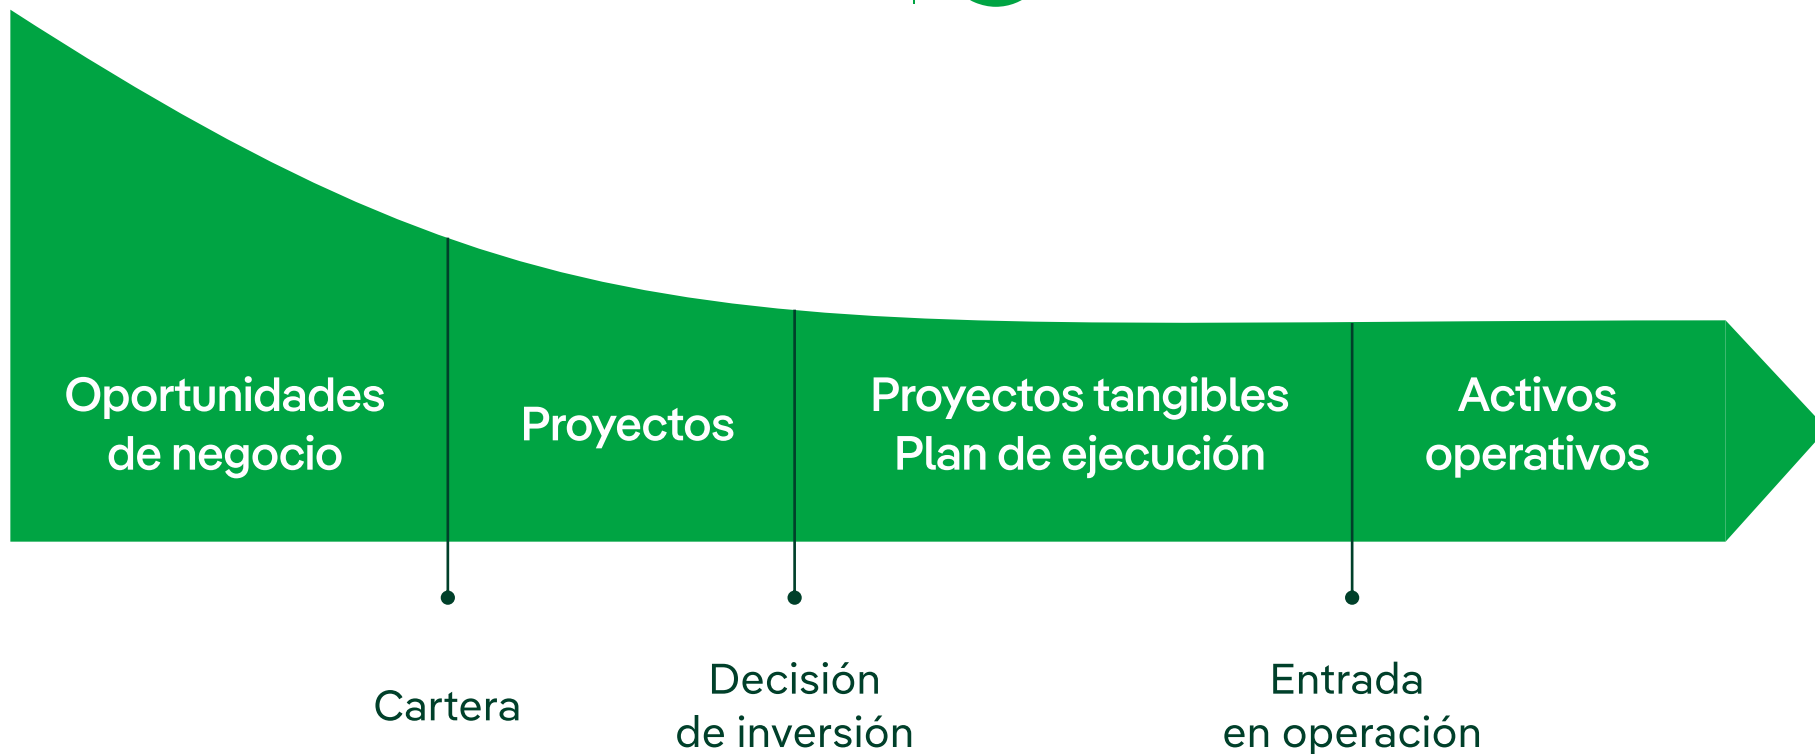 Oportunidades
de negocio
Proyectos
Proyectos tangibles
Plan de ejecución
Activos
operativos
Cartera
Decisión
de inversión
Entrada
en operación